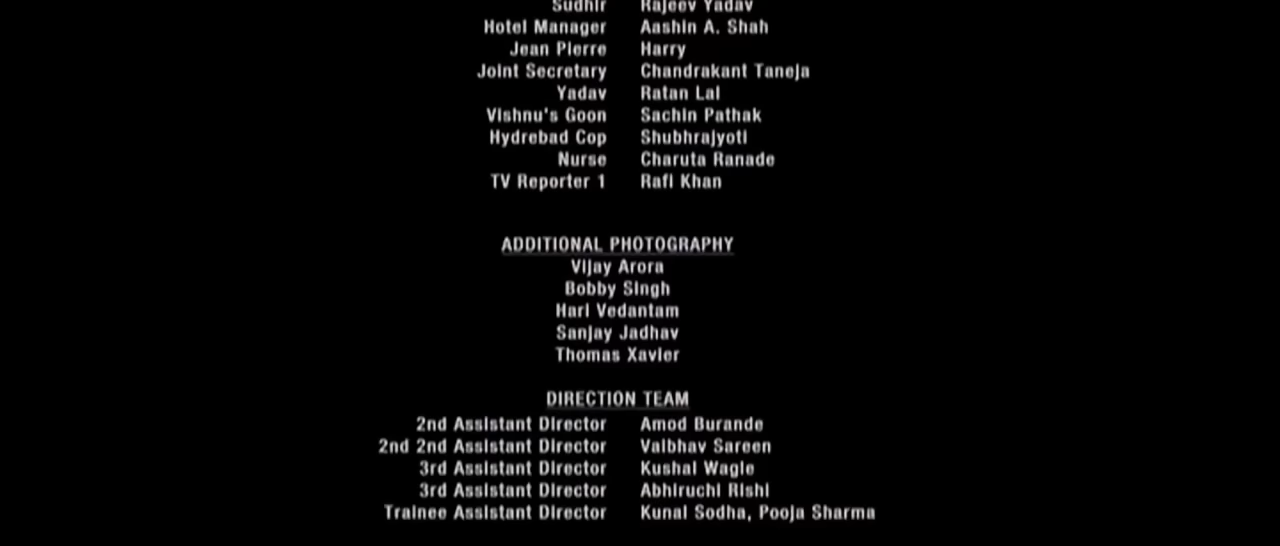 Sudhir Rajeev Yadav
Hotel Manager Aashin A. Shah
Jean Pierre Harry
Joint Secretary Chandrakant Taneja
Yadav Ratan Lal
Vishnu's Goon Sachin Pathak
Hydrebad Cop Shubhrajyoti
Nurse Charuta Ranade
TV Reporter 1 Rafi Khan
ADDITIONAL PHOTOGRAPHY
Vijay Arora
Bobby Singh
Hari Vedantam
Sanjay Jadhav
Thomas Xavier
DIRECTION TEAM
2nd Assistant Director Amod Burande
2nd 2nd Assistant Director Vaibhav Sareen
3rd Assistant Director Kushal Wagle
3rd Assistant Director Abhiruchi Rishi
Trainee Assistant Director Kunal Sodha, Pooja Sharma